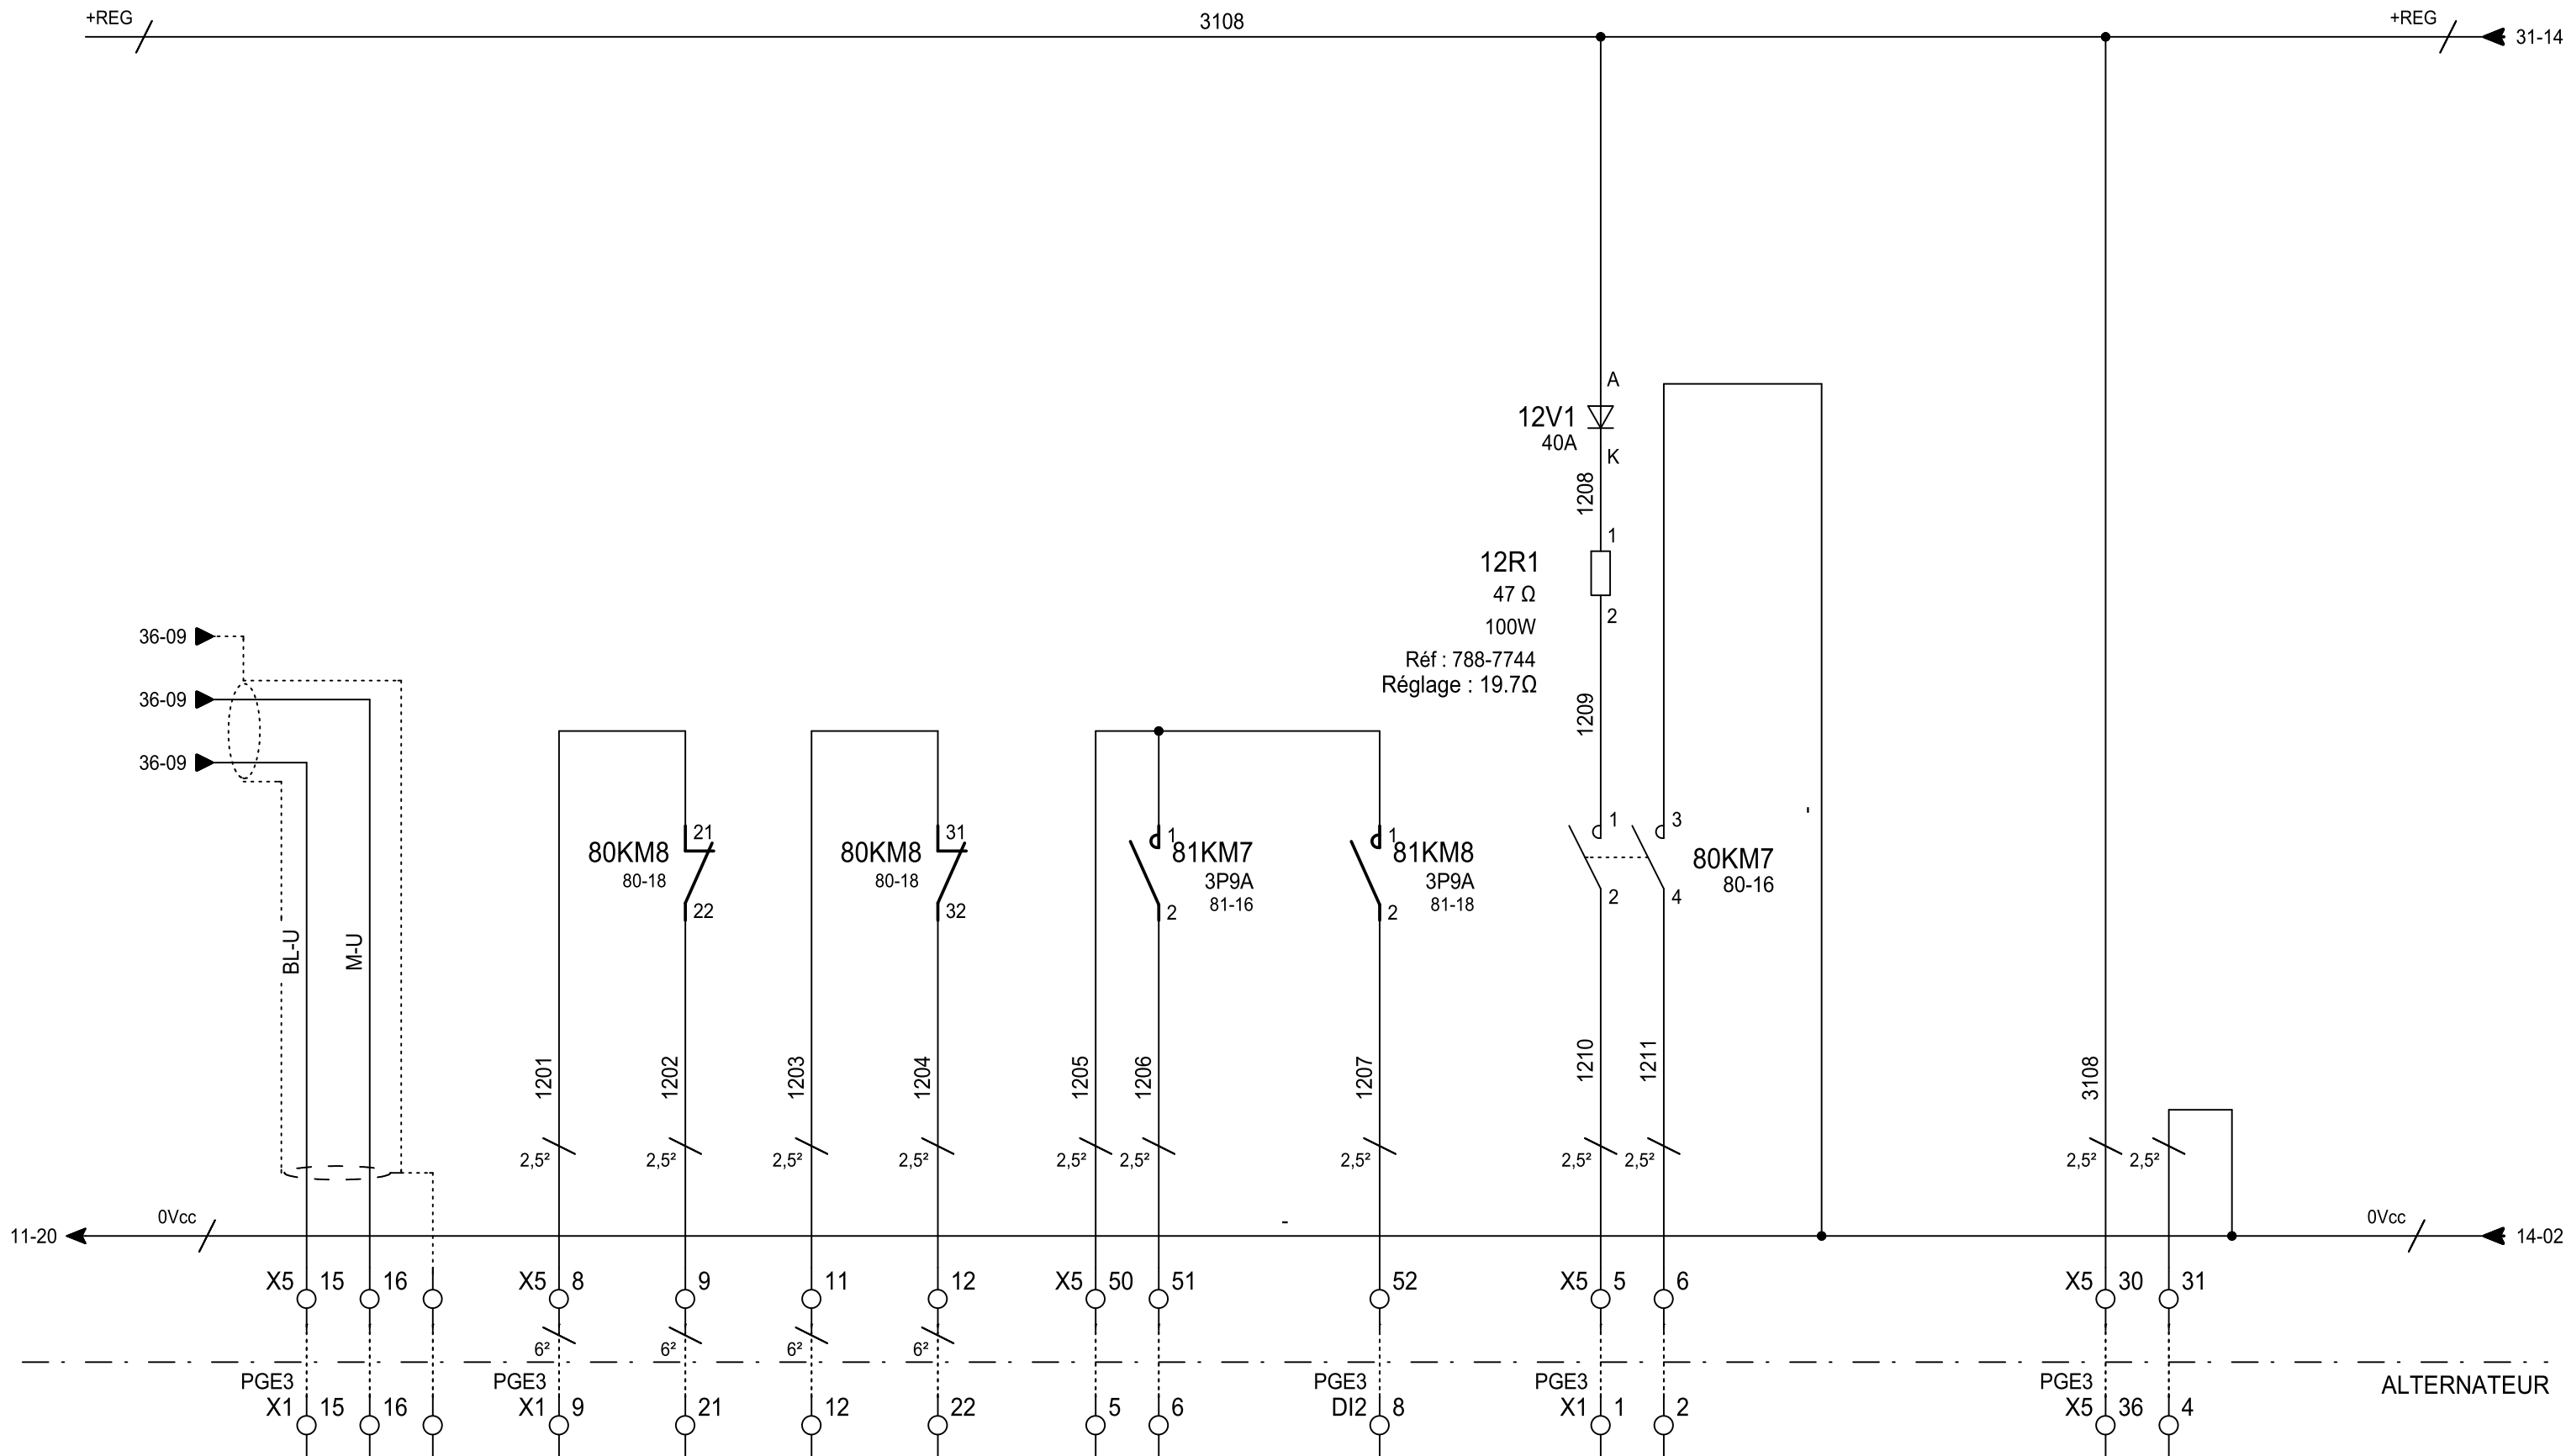 +REG
3108
+REG
31-14
A
12V1
40A
K
1208
1
12R1
47 Ω
2
100W
Réf : 788-7744
Réglage : 19.7Ω
1209
36-09
36-09
36-09
BL-U
M-U
80KM8
80-18
21
22
80KM8
80-18
31
32
1
81KM7
3P9A
81-16
2
1
81KM8
3P9A
81-18
2
1
3
80KM7
80-16
2
4
1201
1202
1203
1204
1205
1206
1207
1210
1211
3108
2,5²
2,5²
2,5²
2,5²
2,5²
2,5²
2,5²
2,5²
2,5²
2,5²
2,5²
0Vcc
11-20
0Vcc
14-02
X5 15 16
X5 8 9 11 12
X5 50 51 52
X5 5 6
X5 30 31
6²
6²
6²
6²
PGE3
PGE3
PGE3
PGE3
PGE3
ALTERNATEUR
X1 15 16
X1 9 21 12 22
5 6
DI2 8
X1 1 2
X5 36 4